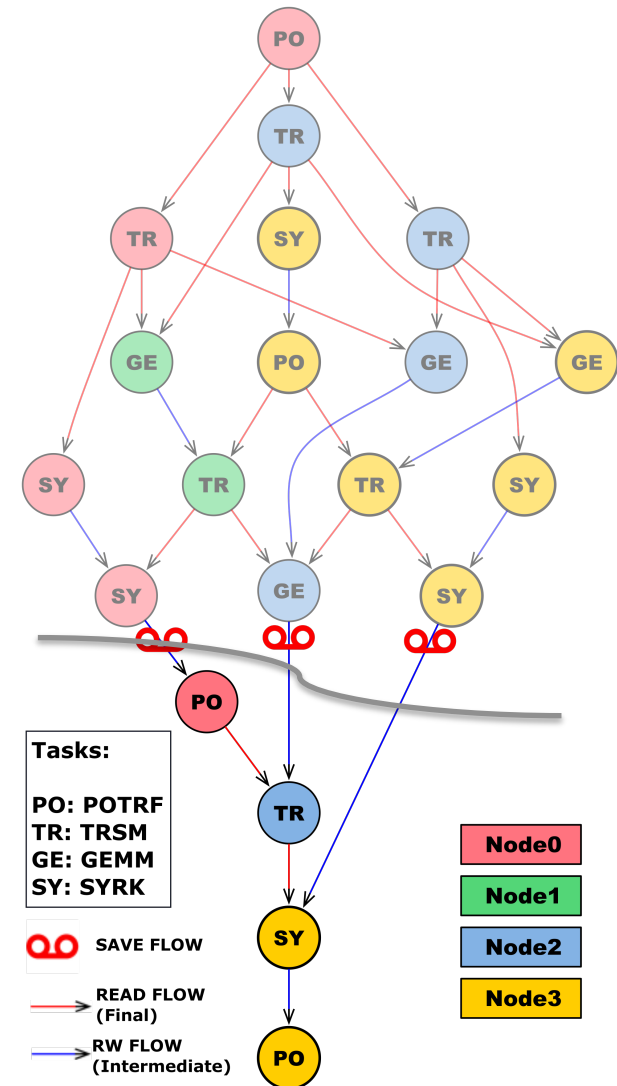 PO
TR
TR SY TR
GE PO GE GE
SY TR TR SY
SY GE SY
PO
Tasks:
PO: POTRF
TR: TRSM
GE: GEMM
SY: SYRK
TR
SY
PO
SAVE FLOW
READ FLOW
(Final)
RW FLOW
(Intermediate)
Node0
Node1
Node2
Node3